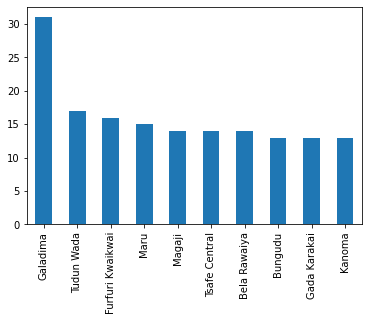 30
25
20
15
10
5
0
Galadima
Tudun Wada
Furfuri Kwaikwai
Maru
Magaji
Tsafe Central
Bela Rawaiya
Bungudu
Gada Karakai
Kanoma